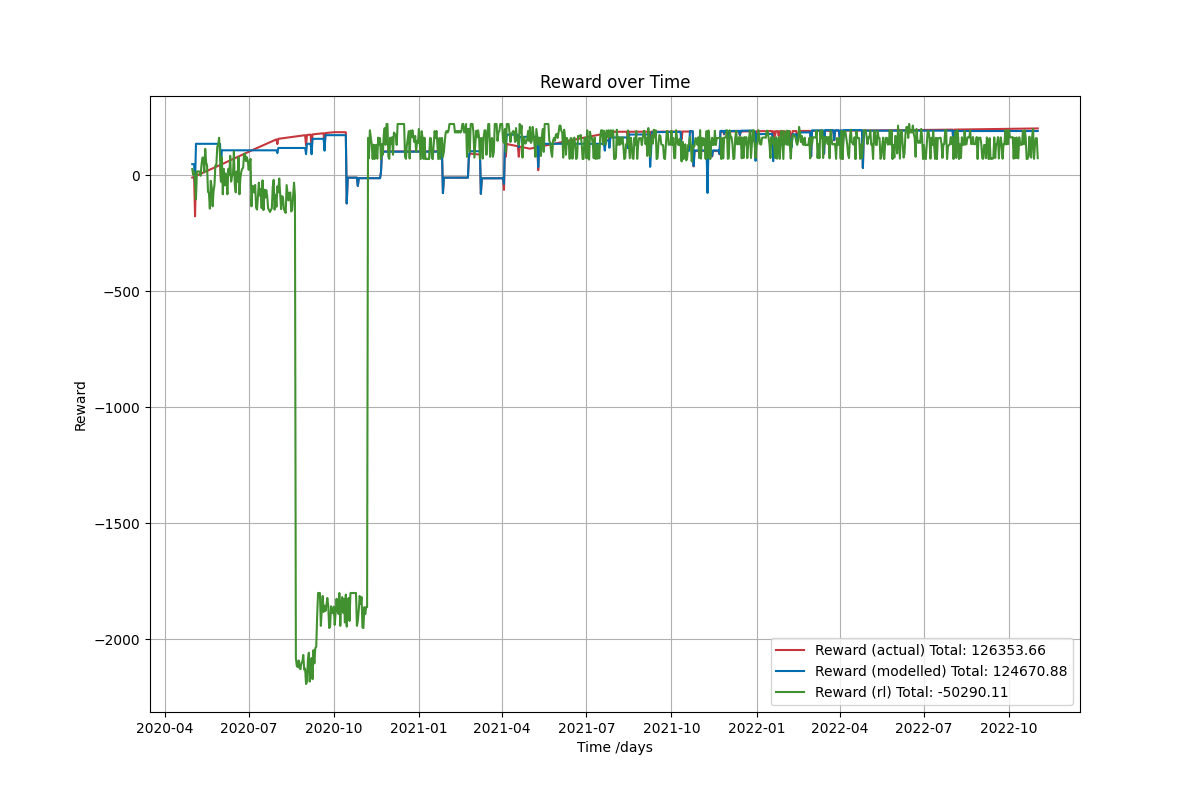 Reward over Time
Reward
0
−500
−1000
−1500
−2000
2020-04 2020-07 2020-10 2021-01 2021-04 2021-07 2021-10 2022-01 2022-04 2022-07 2022-10
Time /days
Reward (actual) Total: 126353.66
Reward (modelled) Total: 124670.88
Reward (rl) Total: -50290.11